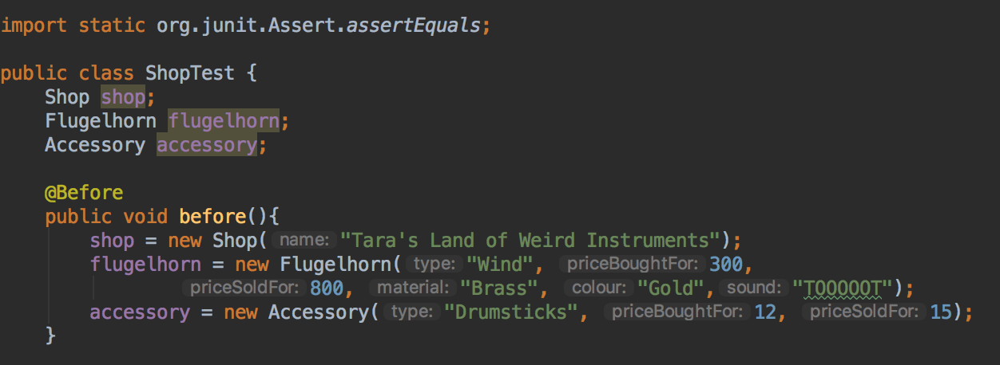 import static org.junit.Assert.assertEquals;
public class ShopTest {
Shop shop;
Flugelhorn flugelhorn;
Accessory accessory;
@Before
public void before(){
shop = new Shop( name: "Tara's Land of Weird Instruments");
flugelhorn = new Flugelhorn( type: "Wind", priceBoughtFor: 300,
priceSoldFor: 800, material: "Brass", colour: "Gold", sound: "TOOOOOT");
accessory = new Accessory( type: "Drumsticks", priceBoughtFor: 12, priceSoldFor: 15);
}